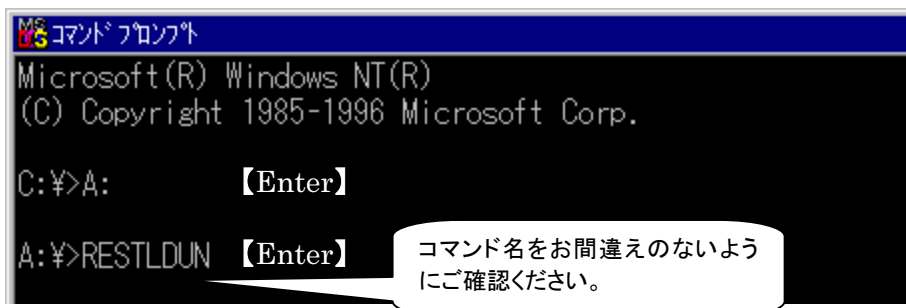 コマンド プロンプト
Microsoft(R) Windows NT(R)
(C) Copyright 1985-1996 Microsoft Corp.
C:¥>A: 【Enter】
A:¥>RESTLDUN 【Enter】
コマンド名をお間違えのないよう
にご確認ください。